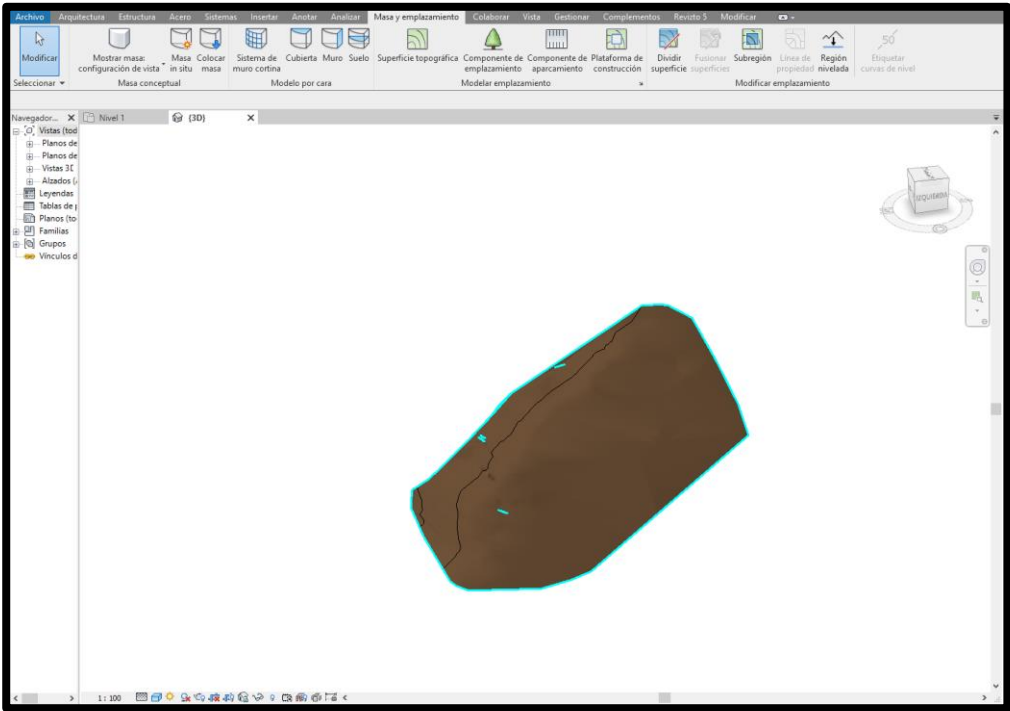 Archivo Arquitectura Estructura Acero Sistemas Insertar Anotar Analizar Masa y emplazamiento Colaborar Vista Gestionar Complementos Revizto 5 Modificar
Modificar
Mostrar masa: configuración de vista
Masa in situ
Colocar masa
Sistema de muro cortina
Cubierta Muro Suelo
Superficie topográfica
Componente de emplazamiento
Componente de aparcamiento
Plataforma de construcción
Dividir superficie
Fusionar superficies
Subregión
Línea de propiedad
Región nivelada
50
Etiquetar curvas de nivel
Seleccionar Masa conceptual Modelo por cara Modelar emplazamiento Modificar emplazamiento
Navegador... X Nivel 1 (3D) X
Vistas (tod
Planos de
Planos de
Vistas 3D
Alzados (
Leyendas
Tablas de p
Planos (to
Familias
Grupos
Vínculos d
IZQUIERDA
1 : 100